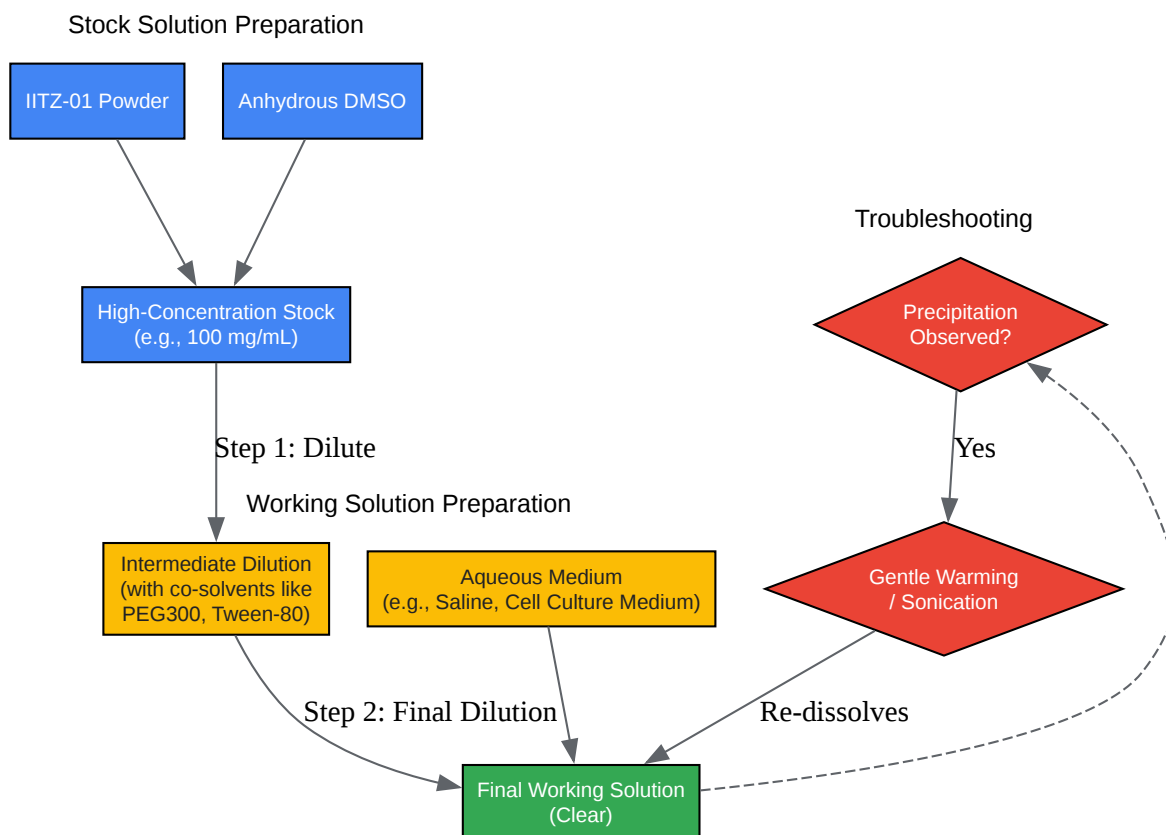 Stock Solution Preparation
IITZ-01 Powder
Anhydrous DMSO
Troubleshooting
High-Concentration Stock
(e.g., 100 mg/mL)
Precipitation
Observed?
Step 1: Dilute
Yes
Working Solution Preparation
Intermediate Dilution
(with co-solvents like
PEG300, Tween-80)
Aqueous Medium
(e.g., Saline, Cell Culture Medium)
Gentle Warming
/ Sonication
Step 2: Final Dilution
Re-dissolves
Final Working Solution
(Clear)